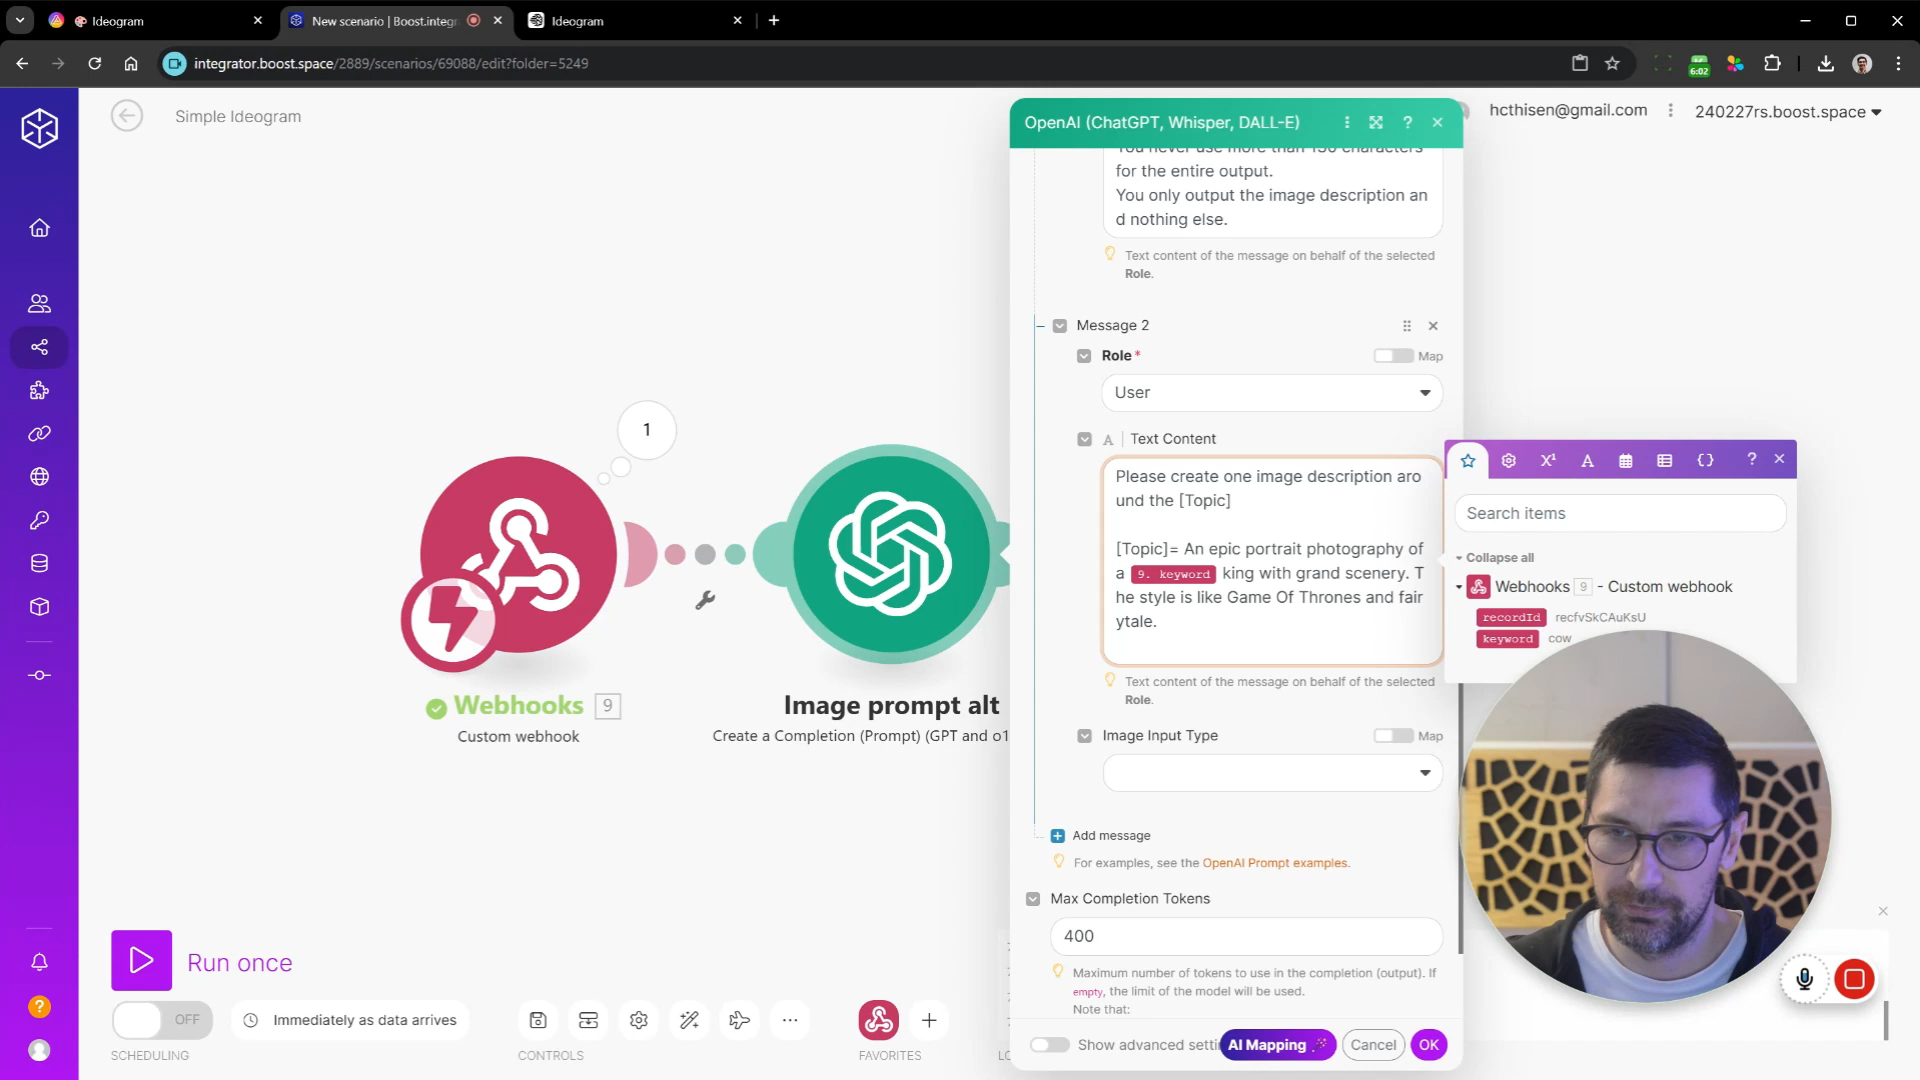 Ideogram
New scenario | Boost.integr
Ideogram
integrator.boost.space/2889/scenarios/69088/edit?folder=5249
6:02
Simple Ideogram
hcthisen@gmail.com
240227rs.boost.space
OpenAI (ChatGPT, Whisper, DALL-E)
You never use more than 150 characters
for the entire output.
You only output the image description an
d nothing else.
Text content of the message on behalf of the selected
Role.
Message 2
Role*
Map
User
A
Text Content
Please create one image description aro
und the [Topic]
[Topic]= An epic portrait photography of
a 9. keyword king with grand scenery. T
he style is like Game Of Thrones and fair
ytale.
Text content of the message on behalf of the selected
Role.
Image Input Type
Map
Add message
For examples, see the OpenAI Prompt examples.
Max Completion Tokens
400
Maximum number of tokens to use in the completion (output). If
empty, the limit of the model will be used.
Note that:
Show advanced setti
AI Mapping
Cancel
OK
Search items
Collapse all
Webhooks 9 - Custom webhook
recordId recfvSkCAuKsU
keyword cow
1
Webhooks 9
Custom webhook
Image prompt alt
Create a Completion (Prompt) (GPT and o1
Run once
OFF
Immediately as data arrives
SCHEDULING
CONTROLS
FAVORITES